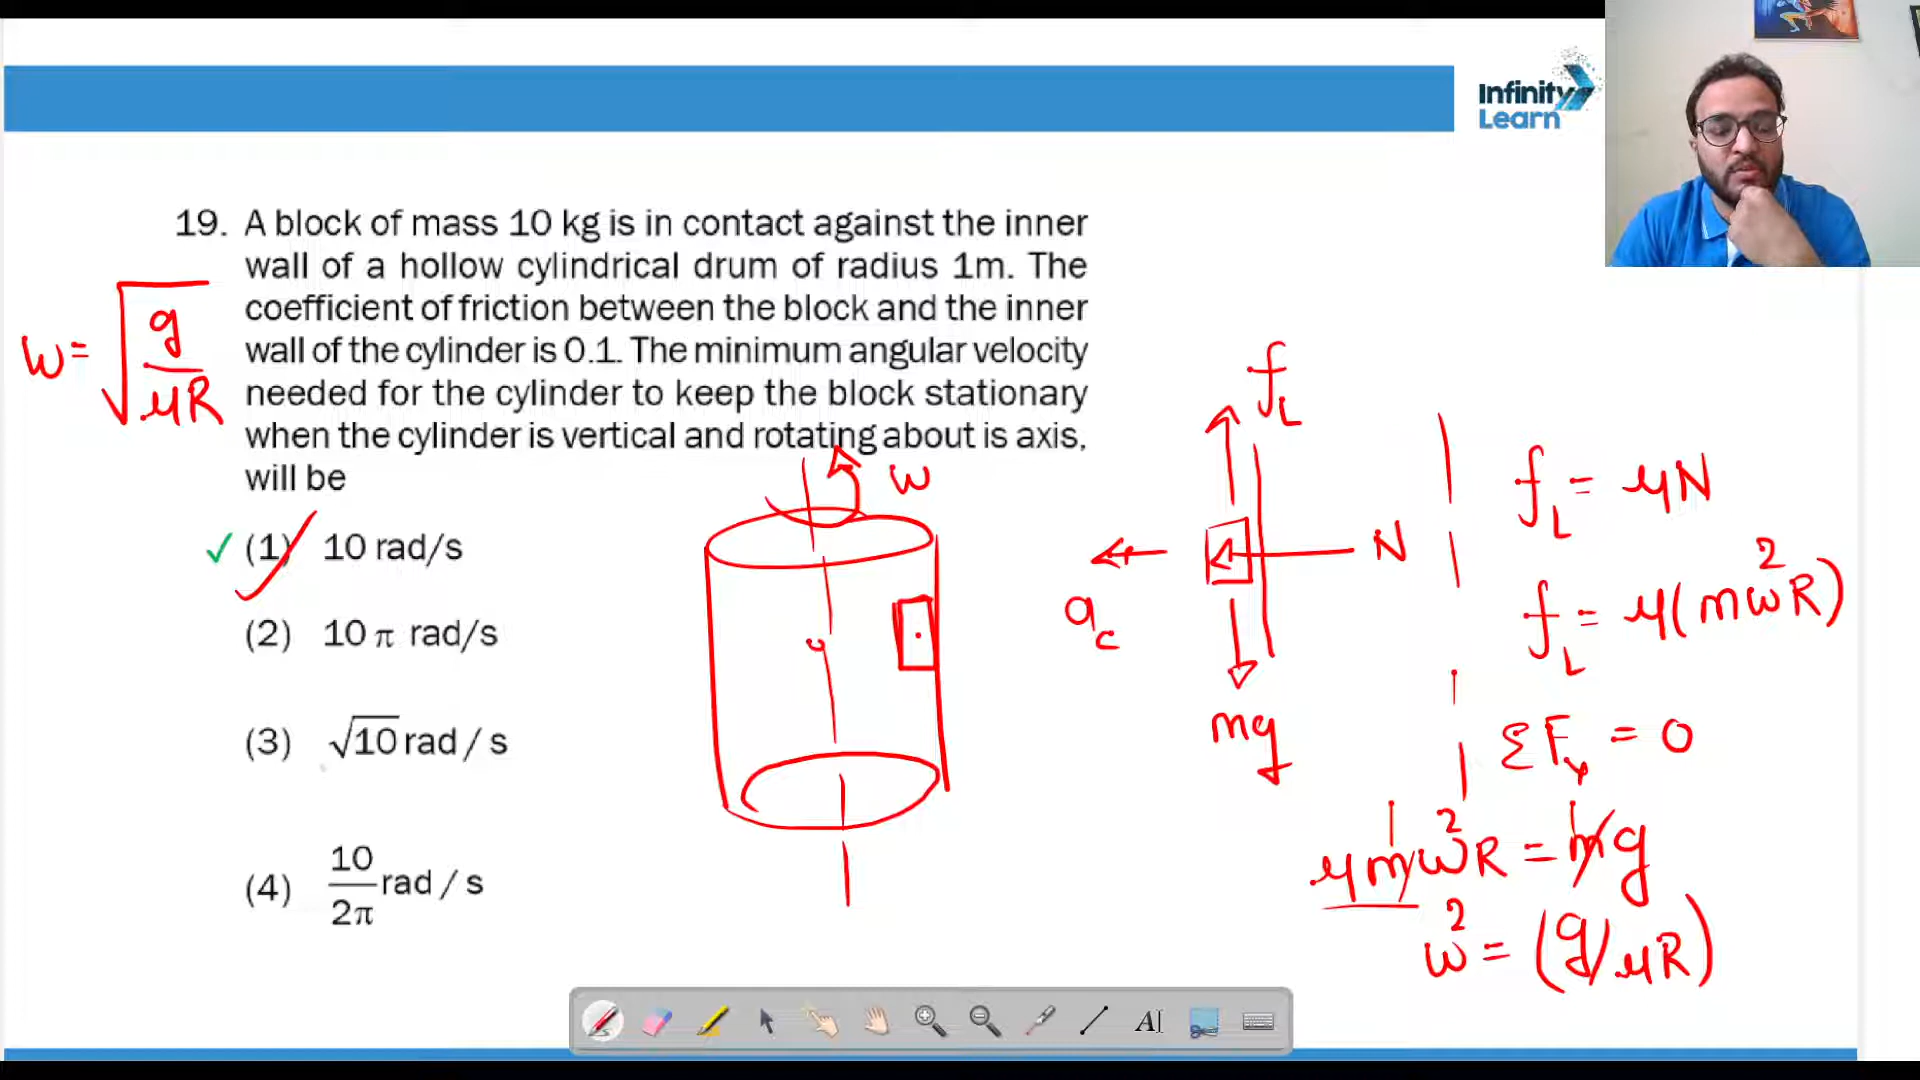 Infinity
Learn
19. A block of mass 10 kg is in contact against the inner
wall of a hollow cylindrical drum of radius 1m. The
coefficient of friction between the block and the inner
wall of the cylinder is 0.1. The minimum angular velocity
needed for the cylinder to keep the block stationary
when the cylinder is vertical and rotating about is axis,
will be
ω = √(g/μR)
✓ (1) 10 rad/s
(2) 10 π rad/s
(3) √10 rad / s
(4) 10/2π rad / s
ω
f_L
N
a_c
mg
f_L = μN
f_L = μ(mω²R)
ΣF_y = 0
μmω²R = mg
ω² = (g/μR)
A